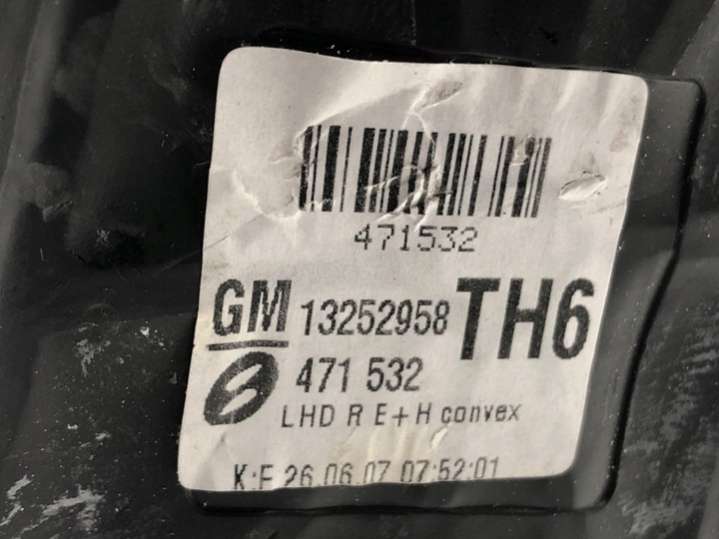 471532
GM 13252958 TH6
471 532
LHD R E+H convex
K:F 26.06.07 07:52:01